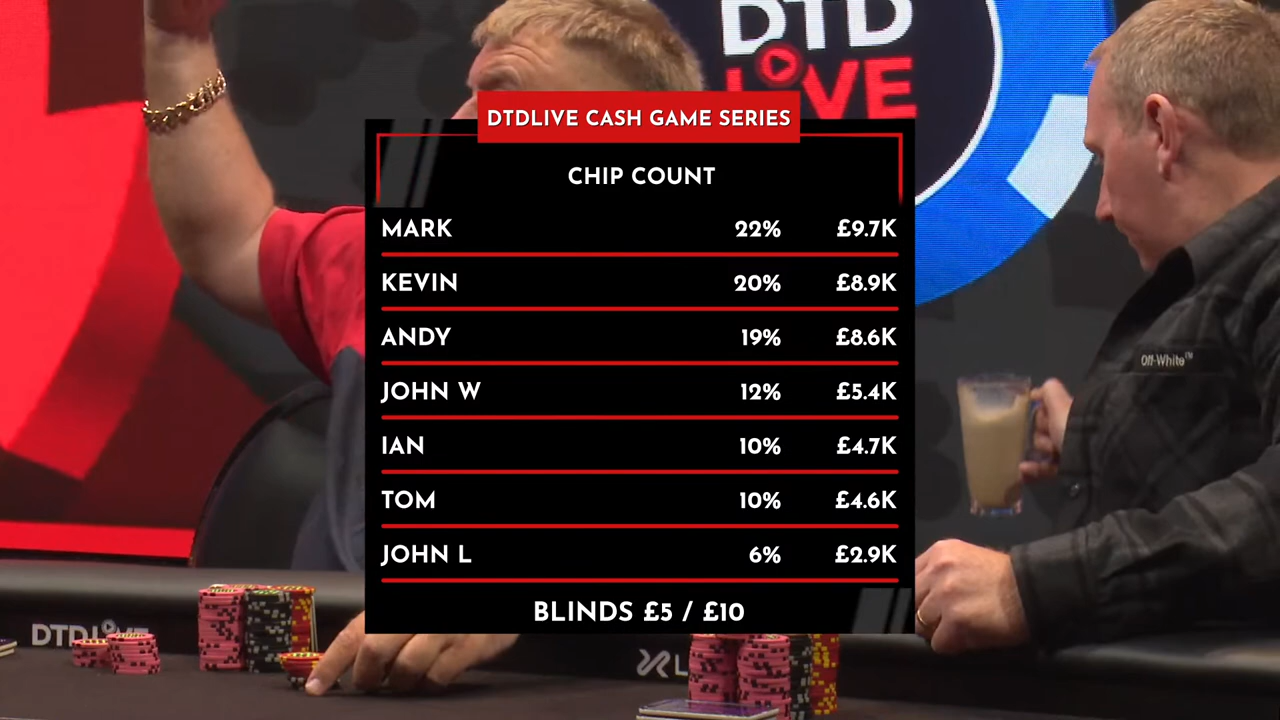 DTD
LIVE
DTDLIVE CASH GAME SERIES
CHIP COUNT
MARK 22% £9.7K
KEVIN 20% £8.9K
ANDY 19% £8.6K
JOHN W 12% £5.4K
IAN 10% £4.7K
TOM 10% £4.6K
JOHN L 6% £2.9K
BLINDS £5 / £10
Off-White™
DTDLIVE